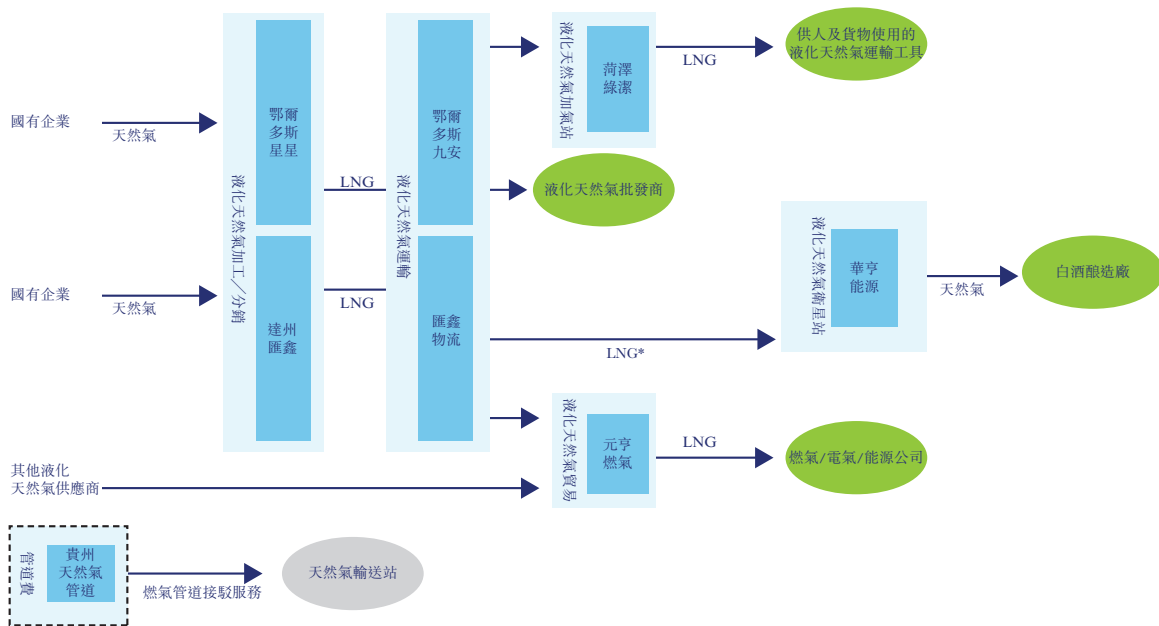 國有企業
天然氣
國有企業
天然氣
液化天然氣加工／分銷
鄂爾
多斯
星星
達州
匯鑫
LNG
LNG
液化天然氣運輸
鄂爾
多斯
九安
匯鑫
物流
液化天然氣加氣站
菏澤
綠潔
LNG
供人及貨物使用的
液化天然氣運輸工具
液化天然氣批發商
LNG*
液化天然氣衛星站
華亨
能源
天然氣
白酒釀造廠
液化天然氣貿易
元亨
燃氣
LNG
燃氣/電氣/能源公司
其他液化
天然氣供應商
管道費
貴州
天然氣
管道
燃氣管道接駁服務
天然氣輸送站